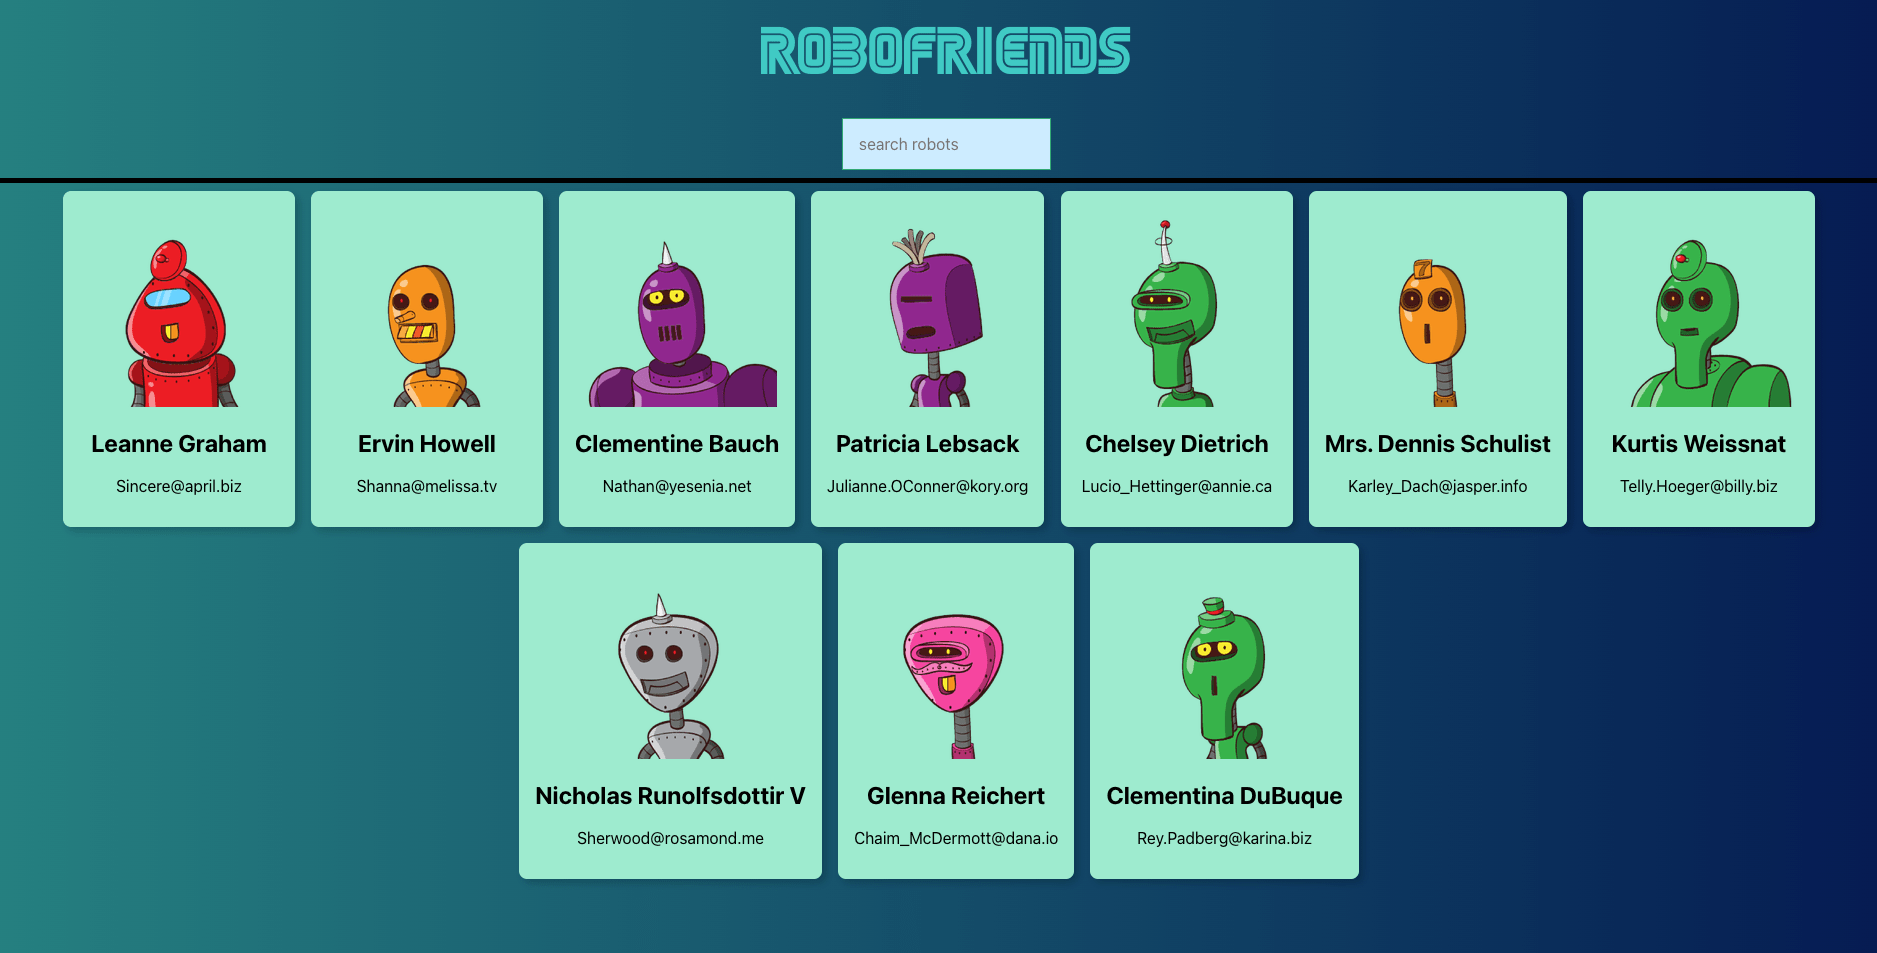 ROBOFRIENDS
search robots
7
Leanne Graham
Sincere@april.biz
Ervin Howell
Shanna@melissa.tv
Clementine Bauch
Nathan@yesenia.net
Patricia Lebsack
Julianne.OConner@kory.org
Chelsey Dietrich
Lucio_Hettinger@annie.ca
Mrs. Dennis Schulist
Karley_Dach@jasper.info
Kurtis Weissnat
Telly.Hoeger@billy.biz
Nicholas Runolfsdottir V
Sherwood@rosamond.me
Glenna Reichert
Chaim_McDermott@dana.io
Clementina DuBuque
Rey.Padberg@karina.biz